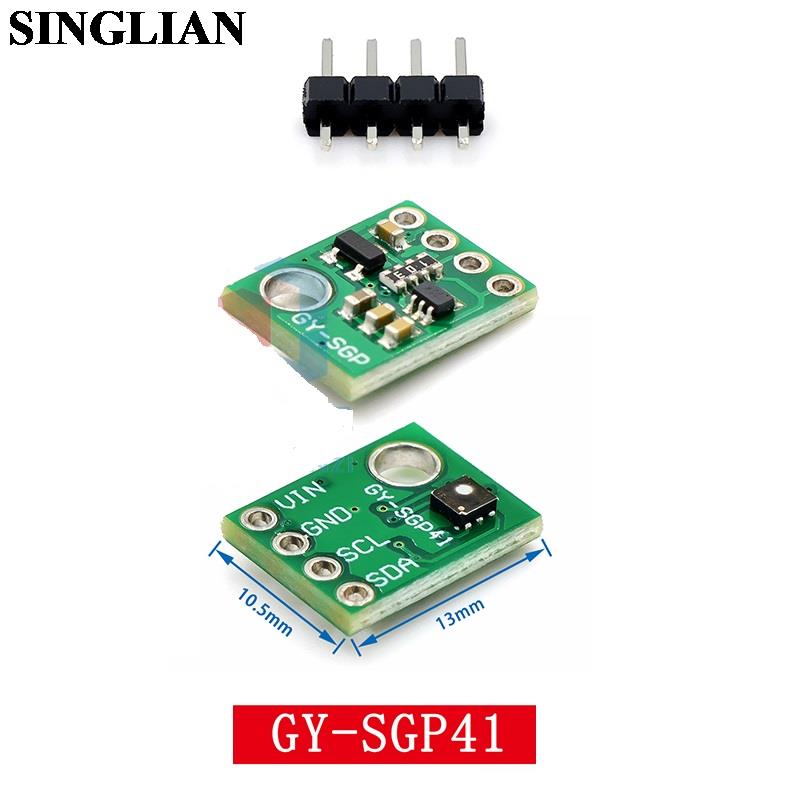 SINGLIAN
GY-SGP
VIN
GND
SCL
SDA
GY-SGP41
10.5mm
13mm
GY-SGP41